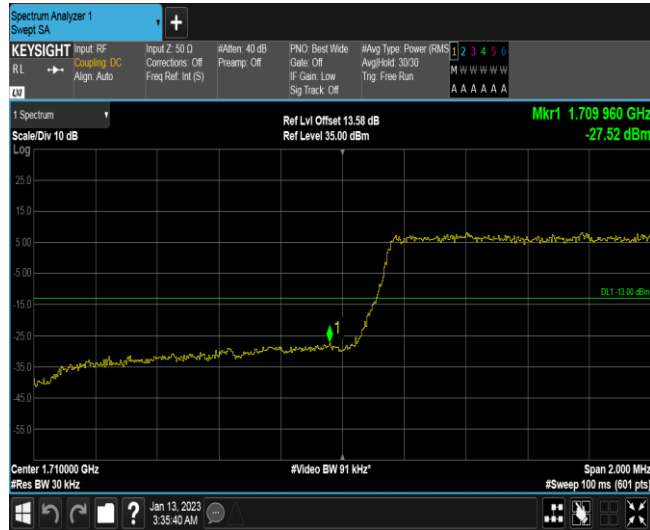 Spectrum Analyzer 1
Swept SA
KEYSIGHT
RL
LXI
Input: RF
Coupling: DC
Align: Auto
Input Z: 50 Ω
Corrections: Off
Freq Ref: Int (S)
#Atten: 40 dB
Preamp: Off
PNO: Best Wide
Gate: Off
IF Gain: Low
Sig Track: Off
#Avg Type: Power (RMS
Avg|Hold: 30/30
Trig: Free Run
1 2 3 4 5 6
M W W W W W
A A A A A A
1 Spectrum
Scale/Div 10 dB
Log
Ref Lvl Offset 13.58 dB
Ref Level 35.00 dBm
Mkr1 1.709 960 GHz
-27.52 dBm
25.0
15.0
5.00
-5.00
DL1 -13.00 dBm
-15.0
1
-25.0
-35.0
-45.0
-55.0
Center 1.710000 GHz
#Video BW 91 kHz*
Span 2.000 MHz
#Res BW 30 kHz
#Sweep 100 ms (601 pts)
?
Jan 13, 2023
3:35:40 AM